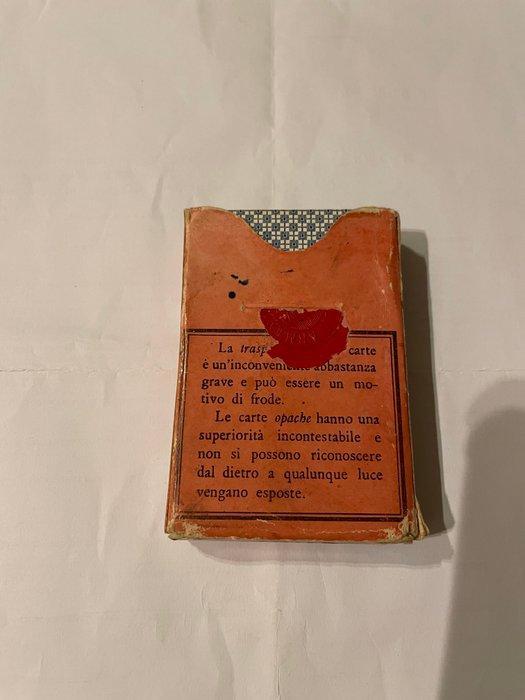 La trasp carte
è un'inconveniente abbastanza
grave e può essere un mo-
tivo di frode.
Le carte opache hanno una
superiorità incontestabile e
non si possono riconoscere
dal dietro a qualunque luce
vengano esposte.